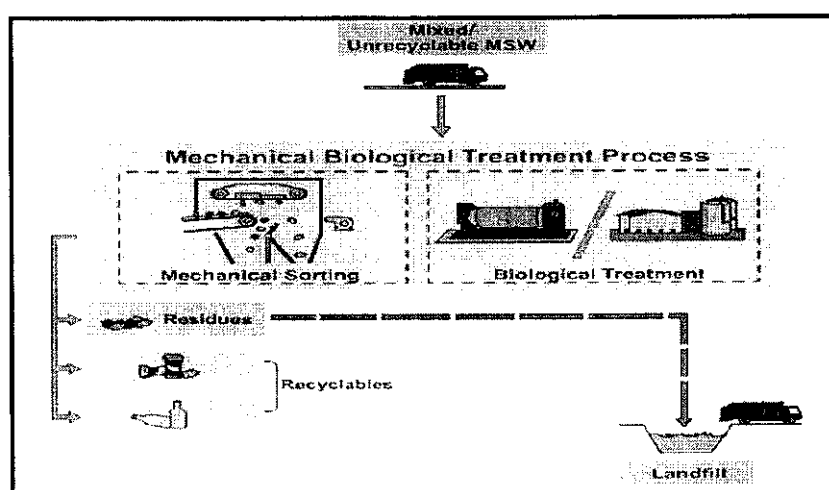 Mixed/
Unrecyclable MSW
Mechanical Biological Treatment Process
Mechanical Sorting
Biological Treatment
Residues
Recyclables
Landfill